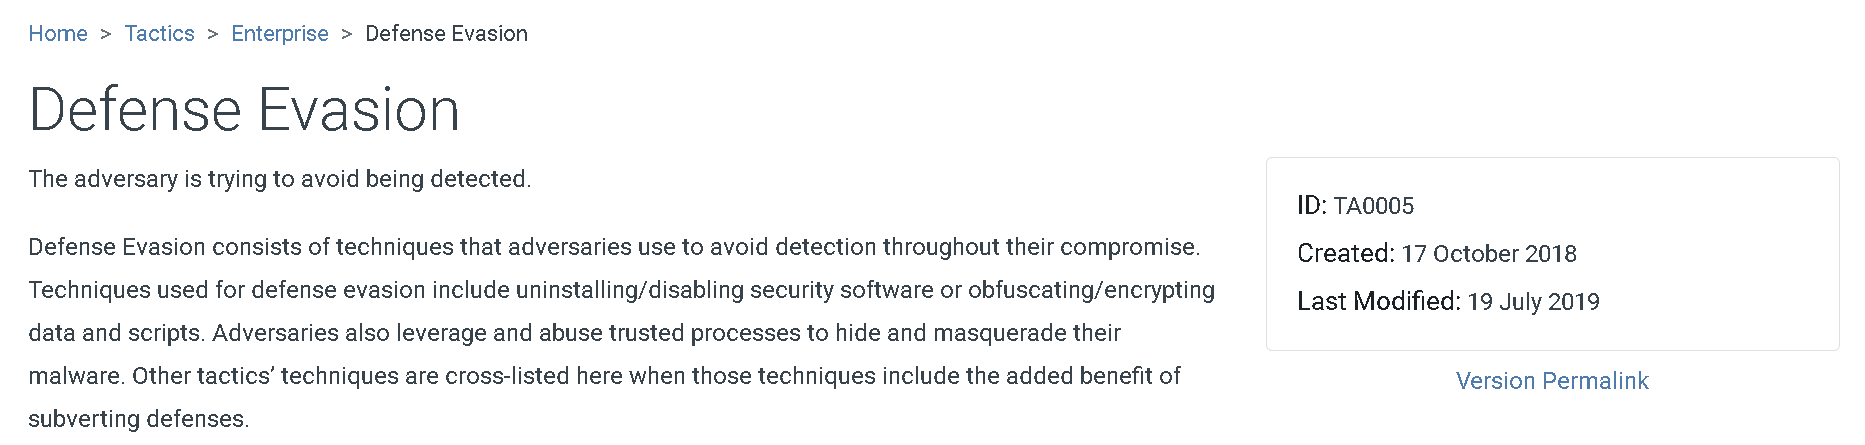 Home > Tactics > Enterprise > Defense Evasion
Defense Evasion
The adversary is trying to avoid being detected.
Defense Evasion consists of techniques that adversaries use to avoid detection throughout their compromise.
Techniques used for defense evasion include uninstalling/disabling security software or obfuscating/encrypting
data and scripts. Adversaries also leverage and abuse trusted processes to hide and masquerade their
malware. Other tactics’ techniques are cross-listed here when those techniques include the added benefit of
subverting defenses.
ID: TA0005
Created: 17 October 2018
Last Modified: 19 July 2019
Version Permalink